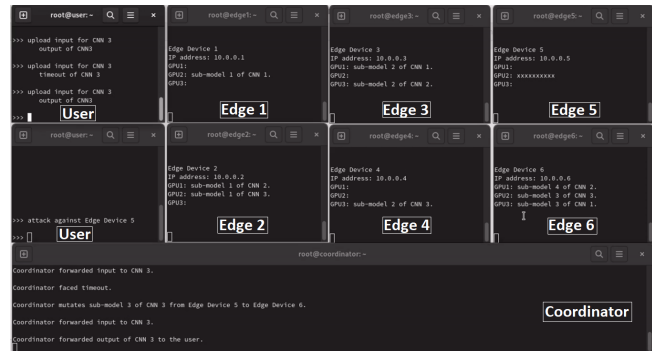 root@user: ~
>>> upload input for CNN 3
output of CNN3
>>> upload input for CNN 3
timeout of CNN 3
>>> upload input for CNN 3
output of CNN3
>>>
User
root@edge1: ~
Edge Device 1
IP address: 10.0.0.1
GPU1:
GPU2: sub-model 1 of CNN 1.
GPU3:
Edge 1
root@edge3: ~
Edge Device 3
IP address: 10.0.0.3
GPU1: sub-model 2 of CNN 1.
GPU2:
GPU3: sub-model 2 of CNN 2.
Edge 3
root@edge5: ~
Edge Device 5
IP address: 10.0.0.5
GPU1:
GPU2: xxxxxxxxxx
GPU3:
Edge 5
root@user: ~
>>> attack against Edge Device 5
>>>
User
root@edge2: ~
Edge Device 2
IP address: 10.0.0.2
GPU1: sub-model 1 of CNN 2.
GPU2: sub-model 1 of CNN 3.
GPU3:
Edge 2
root@edge4: ~
Edge Device 4
IP address: 10.0.0.4
GPU1:
GPU2:
GPU3: sub-model 2 of CNN 3.
Edge 4
root@edge6: ~
Edge Device 6
IP address: 10.0.0.6
GPU1: sub-model 4 of CNN 2.
GPU2: sub-model 3 of CNN 3.
GPU3: sub-model 3 of CNN 1.
Edge 6
root@coordinator: ~
Coordinator forwarded input to CNN 3.
Coordinator faced timeout.
Coordinator mutates sub-model 3 of CNN 3 from Edge Device 5 to Edge Device 6.
Coordinator forwarded input to CNN 3.
Coordinator forwarded output of CNN 3 to the user.
Coordinator